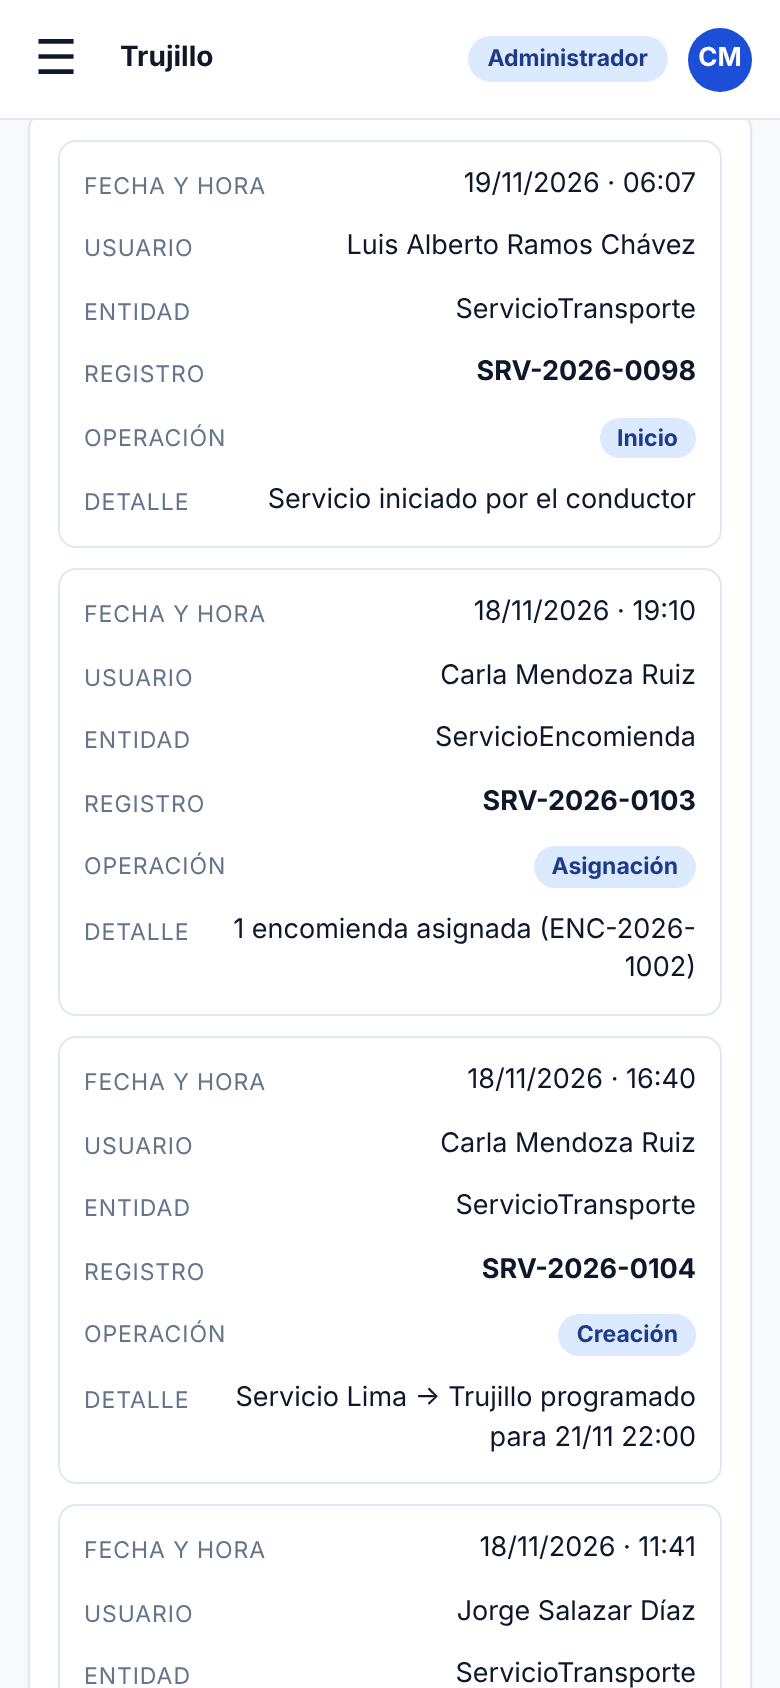 ☰ Trujillo Administrador CM
FECHA Y HORA 19/11/2026 · 06:07
USUARIO Luis Alberto Ramos Chávez
ENTIDAD ServicioTransporte
REGISTRO SRV-2026-0098
OPERACIÓN Inicio
DETALLE Servicio iniciado por el conductor
FECHA Y HORA 18/11/2026 · 19:10
USUARIO Carla Mendoza Ruiz
ENTIDAD ServicioEncomienda
REGISTRO SRV-2026-0103
OPERACIÓN Asignación
DETALLE 1 encomienda asignada (ENC-2026-
1002)
FECHA Y HORA 18/11/2026 · 16:40
USUARIO Carla Mendoza Ruiz
ENTIDAD ServicioTransporte
REGISTRO SRV-2026-0104
OPERACIÓN Creación
DETALLE Servicio Lima → Trujillo programado
para 21/11 22:00
FECHA Y HORA 18/11/2026 · 11:41
USUARIO Jorge Salazar Díaz
ENTIDAD ServicioTransporte